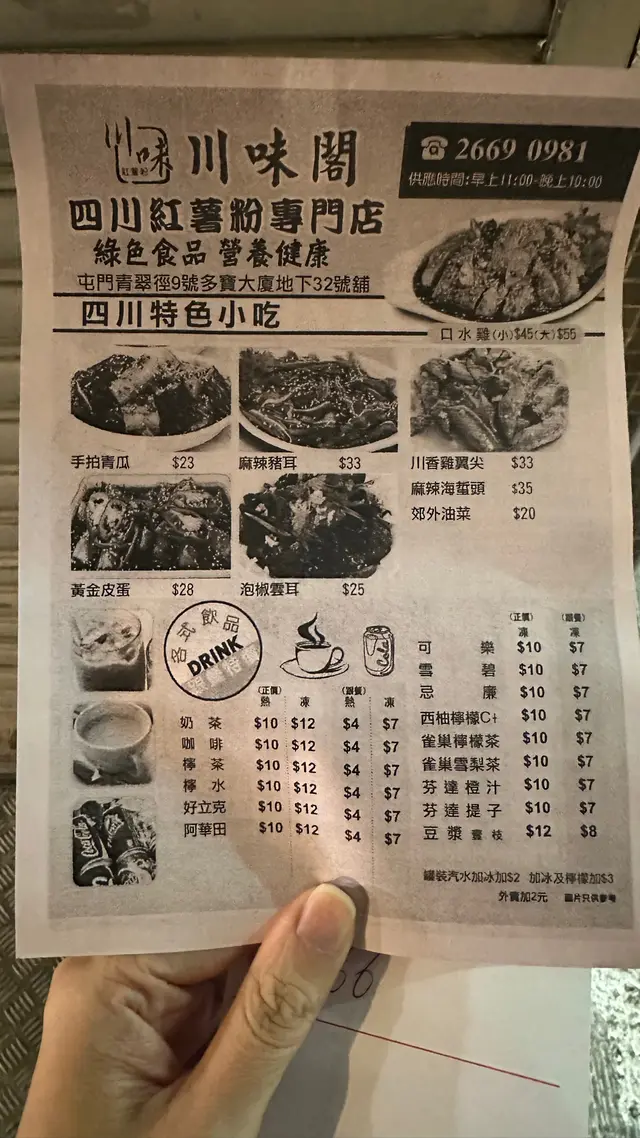 川味
紅薯粉
川味閣
2669 0981
供應時間:早上11:00-晚上10:00
四川紅薯粉專門店
綠色食品 營養健康
屯門青翠徑9號多寶大廈地下32號舖
四川特色小吃
口水雞(小)$45(大)$55
手拍青瓜 $23
麻辣豬耳 $33
川香雞翼尖 $33
麻辣海蜇頭 $35
郊外油菜 $20
黃金皮蛋 $28
泡椒雲耳 $25
各式飲品
DRINK
(正價) (跟餐)
熱 凍 熱 凍
奶茶 $10 $12 $4 $7
咖啡 $10 $12 $4 $7
檸茶 $10 $12 $4 $7
檸水 $10 $12 $4 $7
好立克 $10 $12 $4 $7
阿華田 $10 $12 $4 $7
(正價) (跟餐)
凍 凍
可樂 $10 $7
雪碧 $10 $7
忌廉 $10 $7
西柚檸檬C+ $10 $7
雀巢檸檬茶 $10 $7
雀巢雪梨茶 $10 $7
芬達橙汁 $10 $7
芬達提子 $10 $7
豆漿 $12 $8
罐裝汽水加冰加$2 加冰及檸檬加$3
外賣加2元 圖片只供參考
66